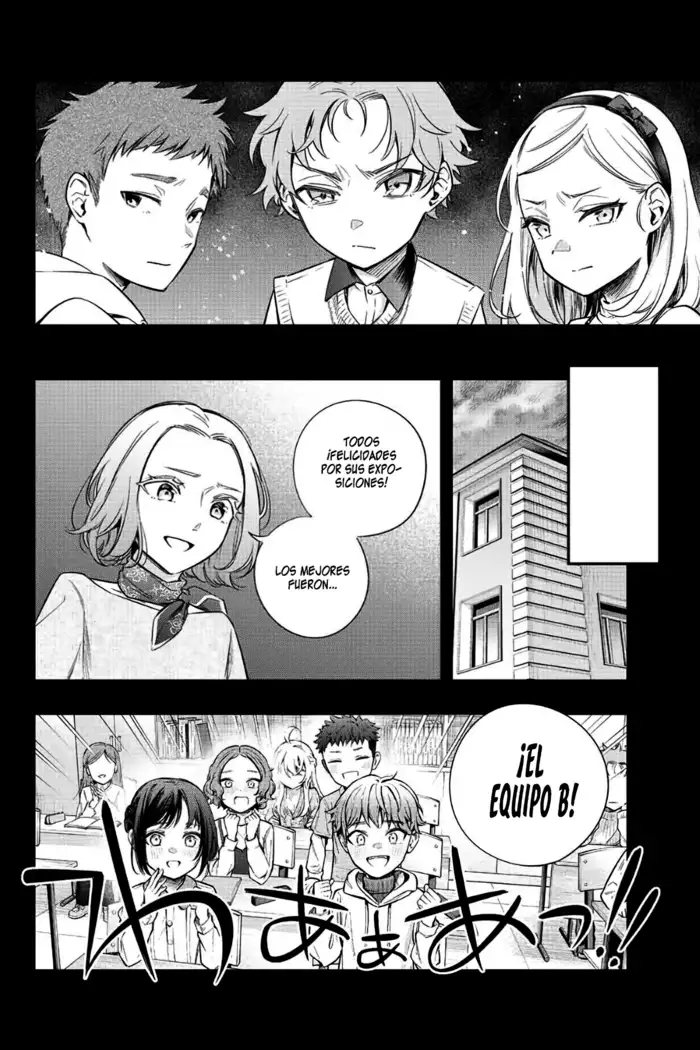 TODOS
¡FELICIDADES
POR SUS EXPO-
SICIONES!
LOS MEJORES
FUERON...
¡EL
EQUIPO B!
わぁぁあっ!!